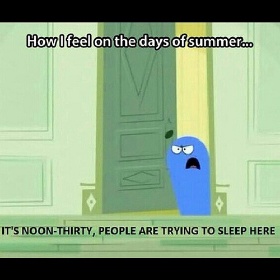 How I feel on the days of summer...
IT'S NOON-THIRTY, PEOPLE ARE TRYING TO SLEEP HERE